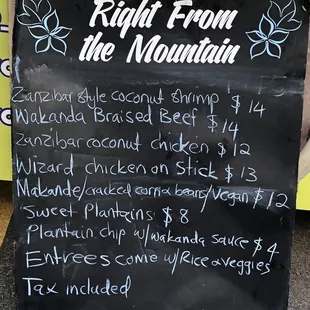 Right From
the Mountain
Zanzibar style coconut shrimp $14
Wakanda Braised Beef $14
Zanzibar coconut chicken $12
Wizard chicken on Stick $13
Makande/cracked corn & beans/Vegan $12
Sweet Plantains $8
Plantain chip w/wakanda sauce $4
Entrees come w/Rice & veggies
Tax included